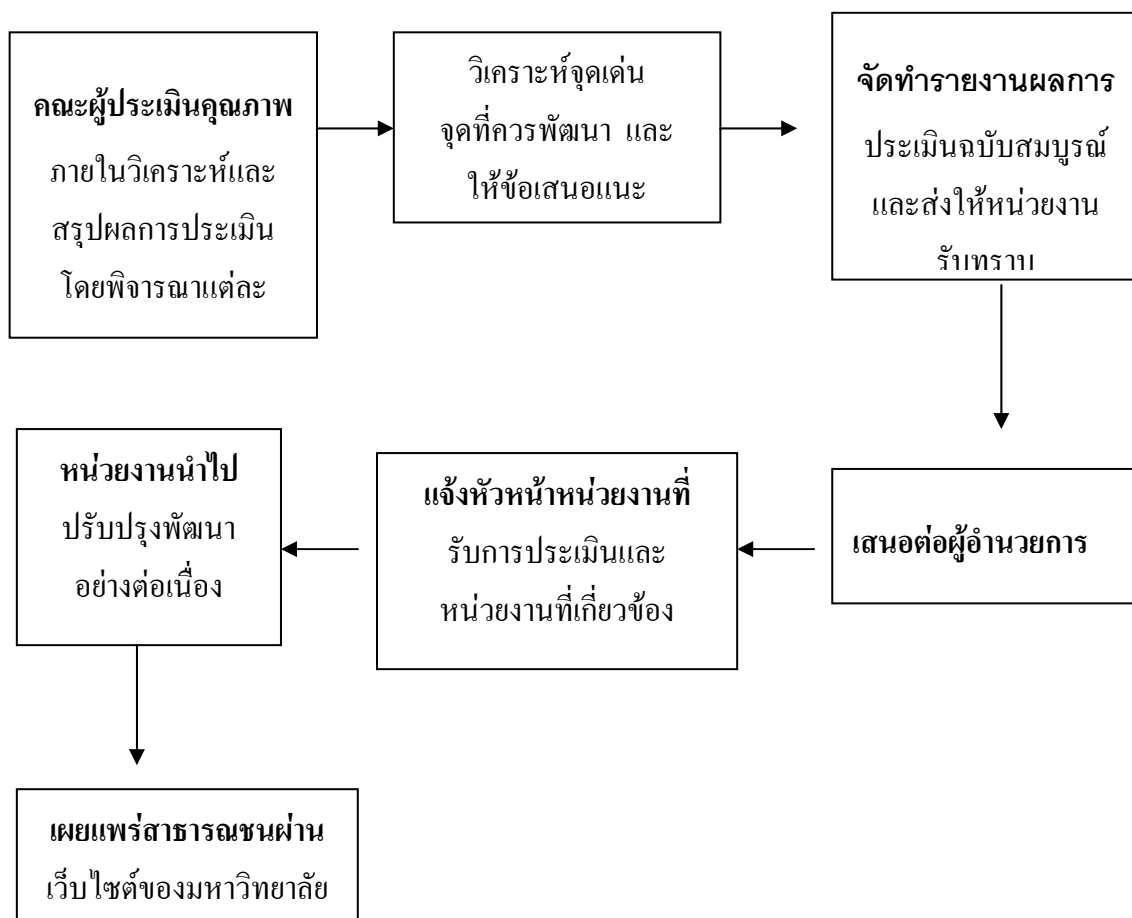 คณะผู้ประเมินคุณภาพ
ภายในวิเคราะห์และ
สรุปผลการประเมิน
โดยพิจารณาแต่ละ
วิเคราะห์จุดเด่น
จุดที่ควรพัฒนา และ
ให้ข้อเสนอแนะ
จัดทำรายงานผลการ
ประเมินฉบับสมบูรณ์
และส่งให้หน่วยงาน
รับทราบ
เสนอต่อผู้อำนวยการ
แจ้งหัวหน้าหน่วยงานที่
รับการประเมินและ
หน่วยงานที่เกี่ยวข้อง
หน่วยงานนำไป
ปรับปรุงพัฒนา
อย่างต่อเนื่อง
เผยแพร่สาธารณชนผ่าน
เว็บไซต์ของมหาวิทยาลัย